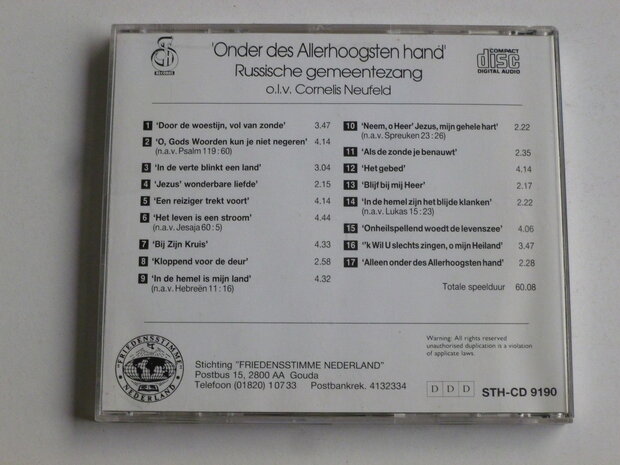 'Onder des Allerhoogsten hand'
Russische gemeentezang
o.l.v. Cornelis Neufeld
RECORDS
COMPACT
disc
DIGITAL AUDIO
1 'Door de woestijn, vol van zonde' 3.47
2 'O, Gods Woorden kun je niet negeren' 4.14
(n.a.v. Psalm 119 : 60)
3 'In de verte blinkt een land' 3.04
4 'Jezus' wonderbare liefde' 2.15
5 'Een reiziger trekt voort' 4.14
6 'Het leven is een stroom' 4.44
(n.a.v. Jesaja 60 : 5)
7 'Bij Zijn Kruis' 4.33
8 'Kloppend voor de deur' 2.58
9 'In de hemel is mijn land' 4.32
(n.a.v. Hebreën 11 : 16)
10 'Neem, o Heer' Jezus, mijn gehele hart' 2.22
(n.a.v. Spreuken 23 : 26)
11 'Als de zonde je benauwt' 2.35
12 'Het gebed' 4.14
13 'Blijf bij mij Heer' 2.17
14 'In de hemel zijn het blijde klanken' 2.22
(n.a.v. Lukas 15 : 23)
15 'Onheilspellend woedt de levenszee' 4.06
16 ''k Wil U slechts zingen, o mijn Heiland' 3.47
17 'Alleen onder des Allerhoogsten hand' 2.28
Totale speelduur 60.08
Warning: All rights reserved
unauthorised duplication is a violation
of applicable laws.
"FRIEDENSSTIMME"
NEDERLAND
Stichting "FRIEDENSSTIMME NEDERLAND"
Postbus 15, 2800 AA Gouda
Telefoon (01820) 10733 Postbankrek. 4132334
D D D
STH-CD 9190